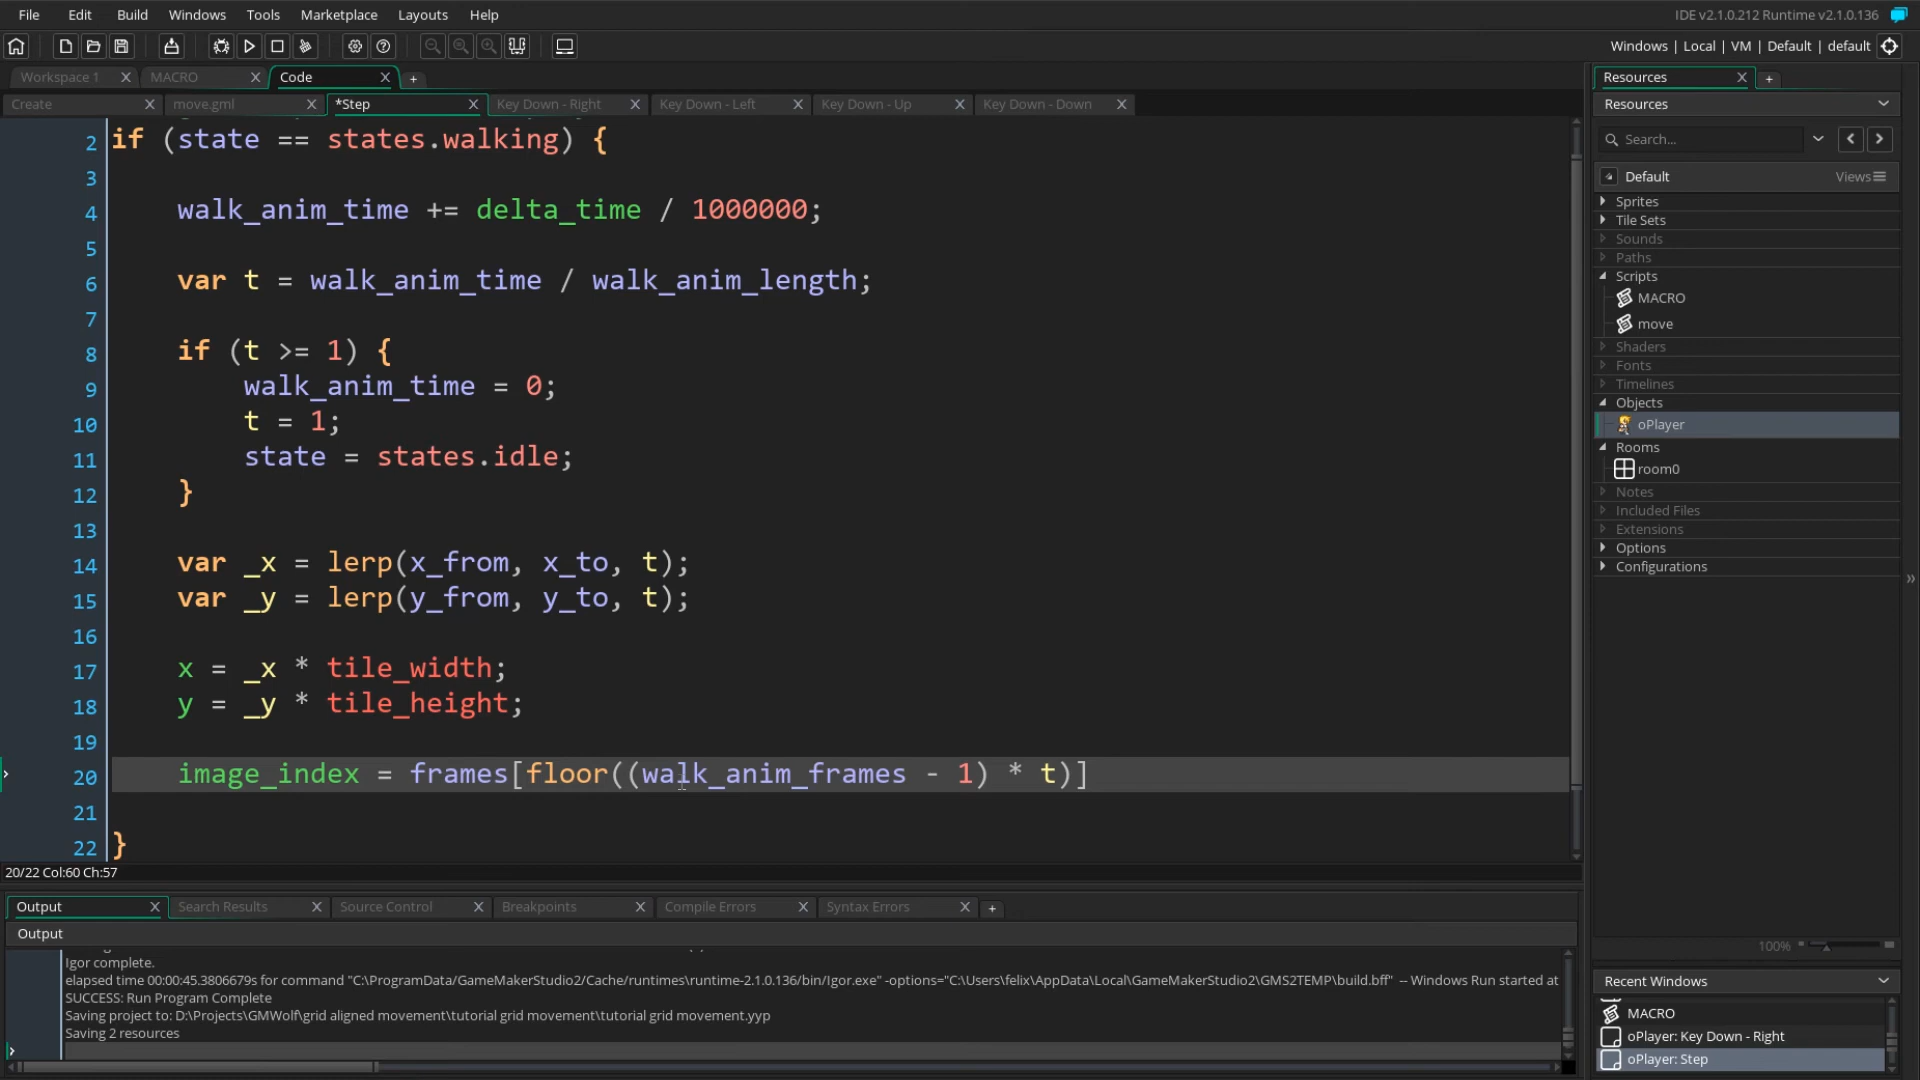 File Edit Build Windows Tools Marketplace Layouts Help
IDE v2.1.0.212 Runtime v2.1.0.136
Windows | Local | VM | Default | default
Workspace 1 MACRO Code
Create move.gml *Step Key Down - Right Key Down - Left Key Down - Up Key Down - Down
2 if (state == states.walking) {
3
4 walk_anim_time += delta_time / 1000000;
5
6 var t = walk_anim_time / walk_anim_length;
7
8 if (t >= 1) {
9 walk_anim_time = 0;
10 t = 1;
11 state = states.idle;
12 }
13
14 var _x = lerp(x_from, x_to, t);
15 var _y = lerp(y_from, y_to, t);
16
17 x = _x * tile_width;
18 y = _y * tile_height;
19
20 image_index = frames[floor((walk_anim_frames - 1) * t)]
21
22 }
20/22 Col:60 Ch:57
Output Search Results Source Control Breakpoints Compile Errors Syntax Errors
Output
Igor complete.
elapsed time 00:00:45.3806679s for command "C:\ProgramData/GameMakerStudio2/Cache/runtimes\runtime-2.1.0.136/bin/Igor.exe" -options="C:\Users\felix\AppData\Local\GameMakerStudio2\GMS2TEMP\build.bff" -- Windows Run started at
SUCCESS: Run Program Complete
Saving project to: D:\Projects\GMWolf\grid aligned movement\tutorial grid movement\tutorial grid movement.yyp
Saving 2 resources
Resources
Resources
Search...
Default Views
Sprites
Tile Sets
Sounds
Paths
Scripts
MACRO
move
Shaders
Fonts
Timelines
Objects
oPlayer
Rooms
room0
Notes
Included Files
Extensions
Options
Configurations
100%
Recent Windows
MACRO
oPlayer: Key Down - Right
oPlayer: Step